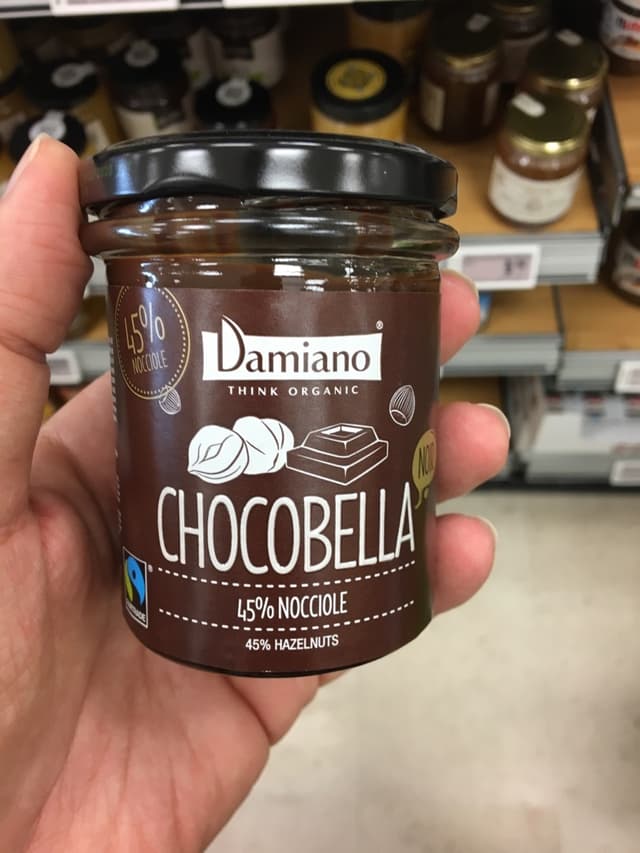 45%
NOCCIOLE
Damiano®
THINK ORGANIC
CHOCOBELLA
45% NOCCIOLE
45% HAZELNUTS